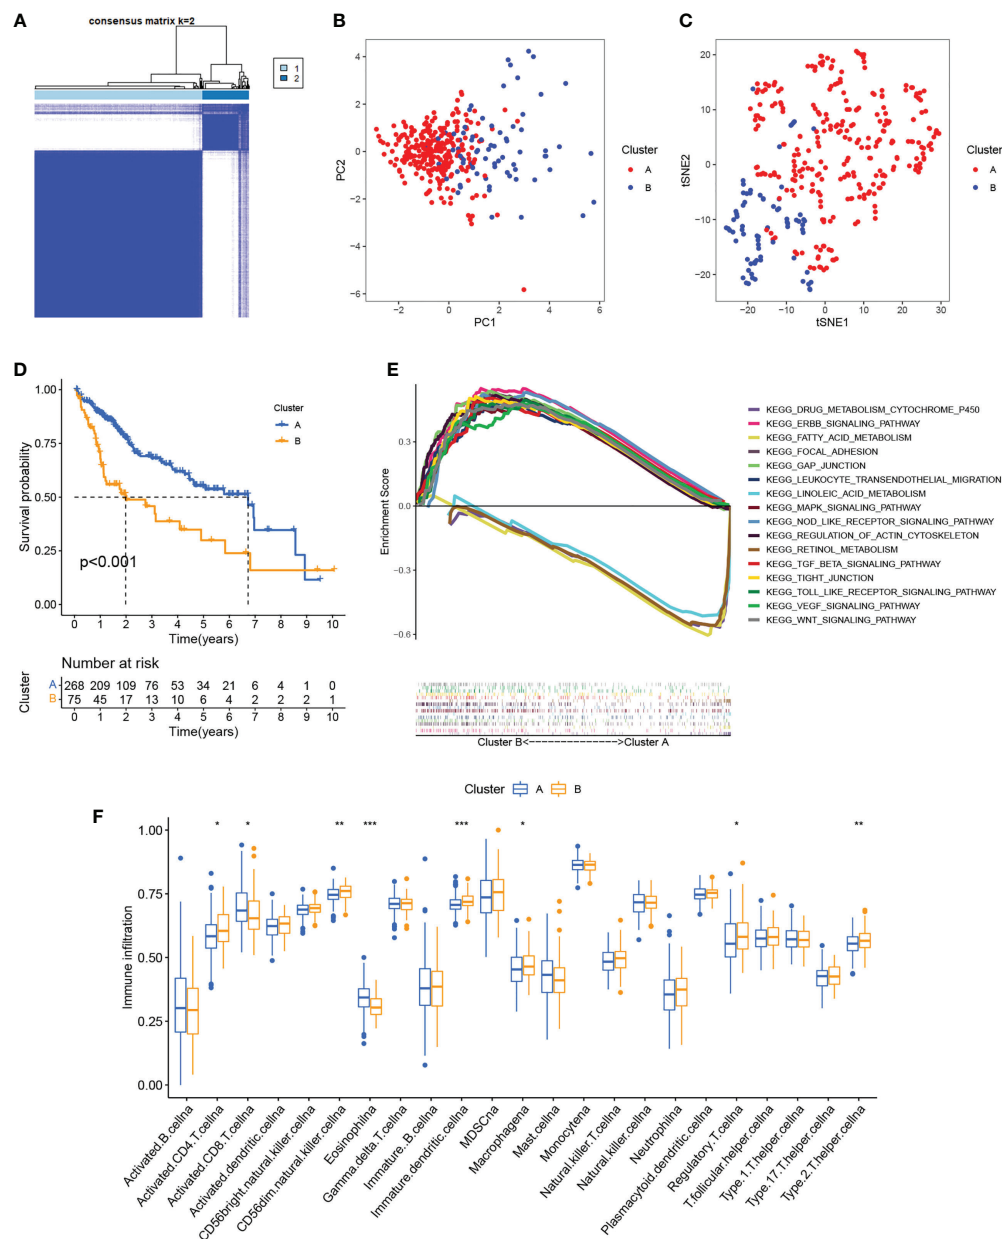 A
consensus matrix k=2
1
2
B
4
2
0
−2
−4
−6
PC2
−2
0
2
4
6
PC1
Cluster
A
B
C
20
10
0
−10
−20
tSNE2
−20
−10
0
10
20
30
tSNE1
Cluster
A
B
D
1.00
0.75
0.50
0.25
0.00
Survival probability
Cluster
A
B
p<0.001
0 1 2 3 4 5 6 7 8 9 10
Time(years)
Number at risk
Cluster
A 268 209 109 76 53 34 21 6 4 1 0
B 75 45 17 13 10 6 4 2 2 2 1
0 1 2 3 4 5 6 7 8 9 10
Time(years)
E
0.3
0.0
−0.3
−0.6
Enrichment Score
KEGG_DRUG_METABOLISM_CYTOCHROME_P450
KEGG_ERBB_SIGNALING_PATHWAY
KEGG_FATTY_ACID_METABOLISM
KEGG_FOCAL_ADHESION
KEGG_GAP_JUNCTION
KEGG_LEUKOCYTE_TRANSENDOTHELIAL_MIGRATION
KEGG_LINOLEIC_ACID_METABOLISM
KEGG_MAPK_SIGNALING_PATHWAY
KEGG_NOD_LIKE_RECEPTOR_SIGNALING_PATHWAY
KEGG_REGULATION_OF_ACTIN_CYTOSKELETON
KEGG_RETINOL_METABOLISM
KEGG_TGF_BETA_SIGNALING_PATHWAY
KEGG_TIGHT_JUNCTION
KEGG_TOLL_LIKE_RECEPTOR_SIGNALING_PATHWAY
KEGG_VEGF_SIGNALING_PATHWAY
KEGG_WNT_SIGNALING_PATHWAY
Cluster B<-------------->Cluster A
Cluster A B
F
* * ** *** *** * * **
1.00
0.75
0.50
0.25
0.00
Immune infiltration
Activated.B.cellna
Activated.CD4.T.cellna
Activated.CD8.T.cellna
Activated.dendritic.cellna
CD56bright.natural.killer.cellna
CD56dim.natural.killer.cellna
Eosinophilna
Gamma.delta.T.cellna
Immature.B.cellna
Immature.dendritic.cellna
MDSCna
Macrophagena
Mast.cellna
Monocytena
Natural.killer.T.cellna
Natural.killer.cellna
Neutrophilna
Plasmacytoid.dendritic.cellna
Regulatory.T.cellna
T.follicular.helper.cellna
Type.1.T.helper.cellna
Type.17.T.helper.cellna
Type.2.T.helper.cellna